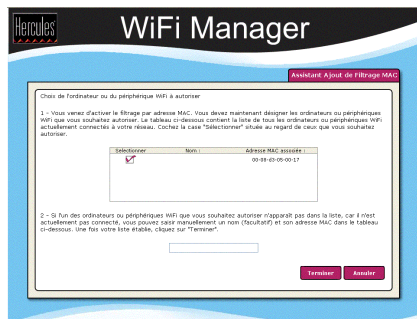 Hercules
WiFi Manager
Assistant Ajout de Filtrage MAC
Choix de l'ordinateur ou du périphérique WiFi à autoriser
1 - Vous venez d'activer le filtrage par adresse MAC. Vous devez maintenant désigner les ordinateurs ou périphériques
WiFi que vous souhaitez autoriser. Le tableau ci-dessous contient la liste de tous les ordinateurs ou périphériques WiFi
actuellement connectés à votre réseau. Cochez la case "Sélectionner" située au regard de ceux que vous souhaitez
autoriser.
Selectionner Nom : Adresse MAC associée :
00-08-d3-05-00-17
2 - Si l'un des ordinateurs ou périphériques WiFi que vous souhaitez autoriser n'apparaît pas dans la liste, car il n'est
actuellement pas connecté, vous pouvez saisir manuellement un nom (facultatif) et son adresse MAC dans le tableau
ci-dessous. Une fois votre liste établie, cliquez sur "Terminer".
Terminer Annuler